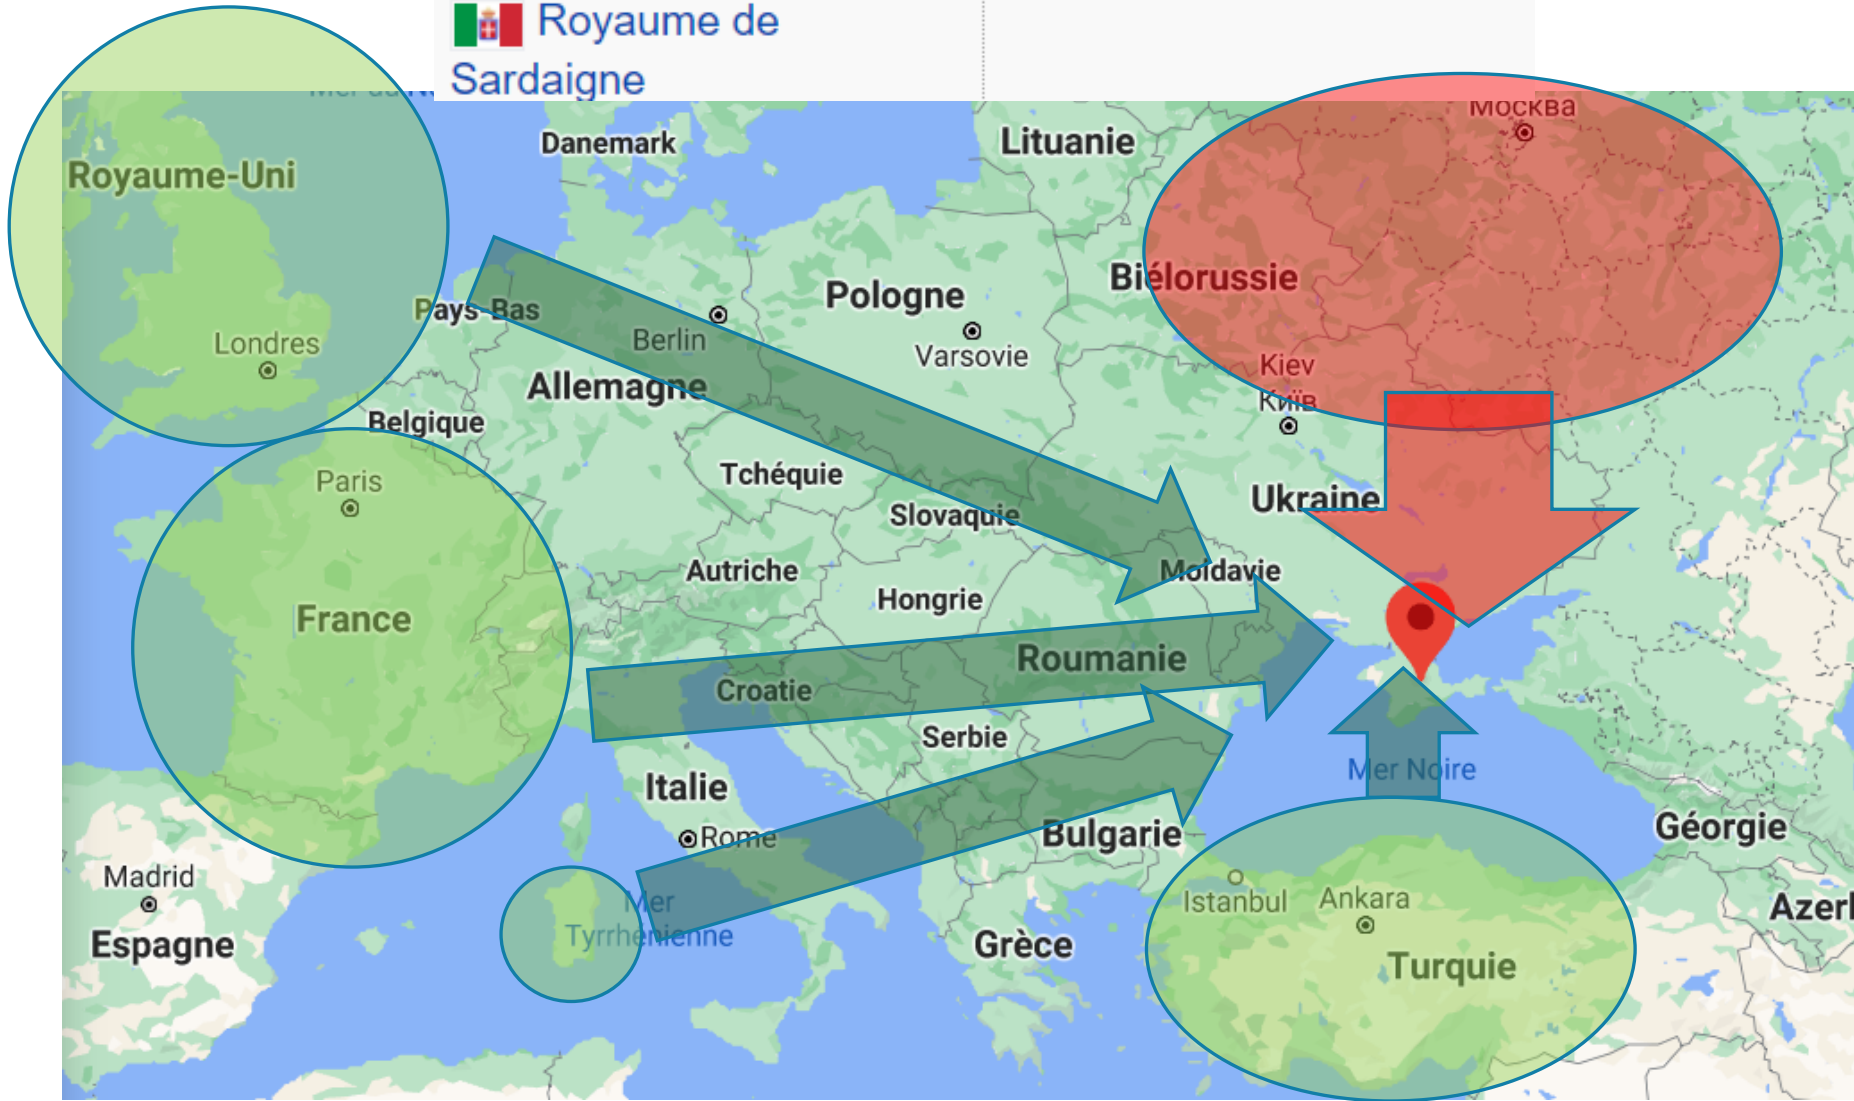 Royaume de
Sardaigne
Москва
Danemark
Lituanie
Royaume-Uni
Biélorussie
Pologne
Pays-Bas
Berlin
Londres
Varsovie
Kiev
Київ
Allemagne
Belgique
Paris
Tchéquie
Ukraine
Slovaquie
Autriche
Moldavie
Hongrie
France
Roumanie
Croatie
Serbie
Mer Noire
Italie
Rome
Bulgarie
Géorgie
Madrid
Istanbul
Ankara
Mer
Tyrrhénienne
Espagne
Grèce
Turquie